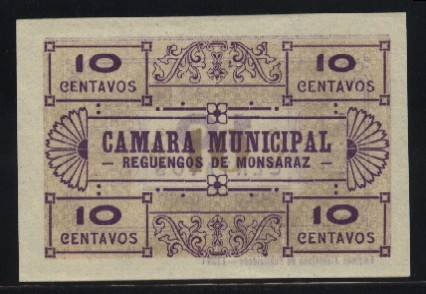 10 10
CENTAVOS CENTAVOS
CAMARA MUNICIPAL
– REGUENGOS DE MONSARAZ –
10 10
CENTAVOS CENTAVOS